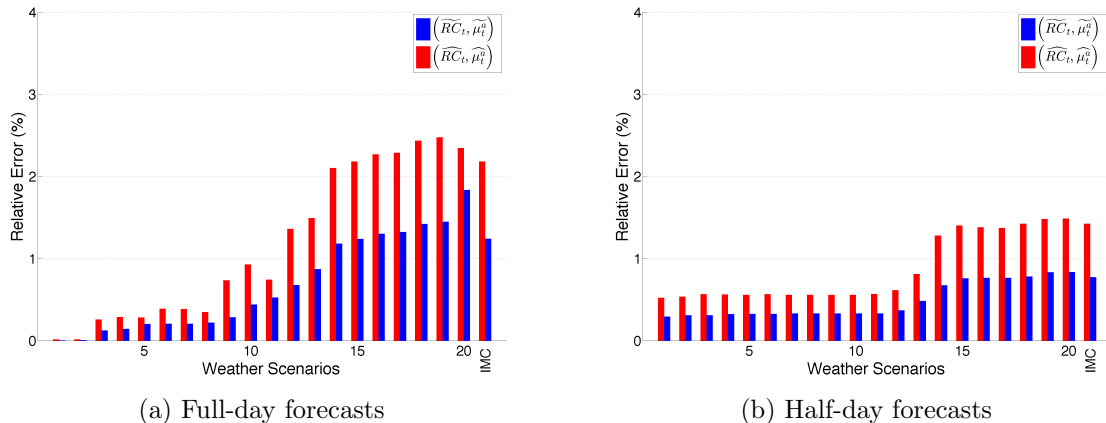 4
3
2
1
0
Relative Error (%)
5
10
15
20
IMC
Weather Scenarios
(R͠C_t, μ͠_t^a)
(R͡C_t, μ̂_t^a)
(a) Full-day forecasts
4
3
2
1
0
Relative Error (%)
5
10
15
20
IMC
Weather Scenarios
(R͠C_t, μ͠_t^a)
(R͡C_t, μ̂_t^a)
(b) Half-day forecasts